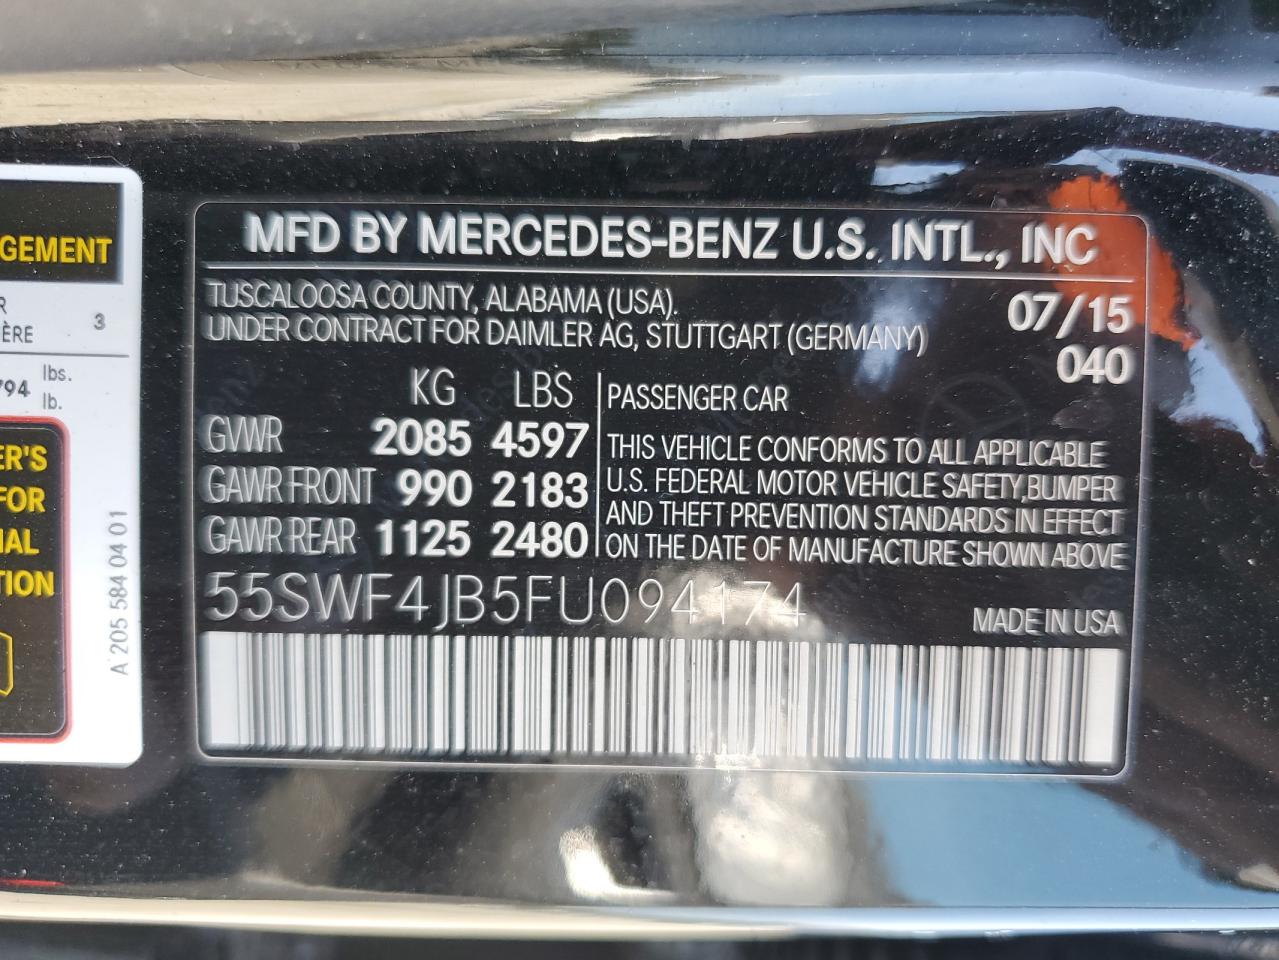 GEMENT
R
ÈRE 3
794 lbs.
lb.
ER'S
FOR
IAL
TION
A 205 584 04 01
MFD BY MERCEDES-BENZ U.S. INTL., INC
TUSCALOOSA COUNTY, ALABAMA (USA). 07/15
UNDER CONTRACT FOR DAIMLER AG, STUTTGART (GERMANY)
040
KG LBS
GVWR 2085 4597
GAWR FRONT 990 2183
GAWR REAR 1125 2480
PASSENGER CAR
THIS VEHICLE CONFORMS TO ALL APPLICABLE
U.S. FEDERAL MOTOR VEHICLE SAFETY,BUMPER
AND THEFT PREVENTION STANDARDS IN EFFECT
ON THE DATE OF MANUFACTURE SHOWN ABOVE
55SWF4JB5FU094174
MADE IN USA